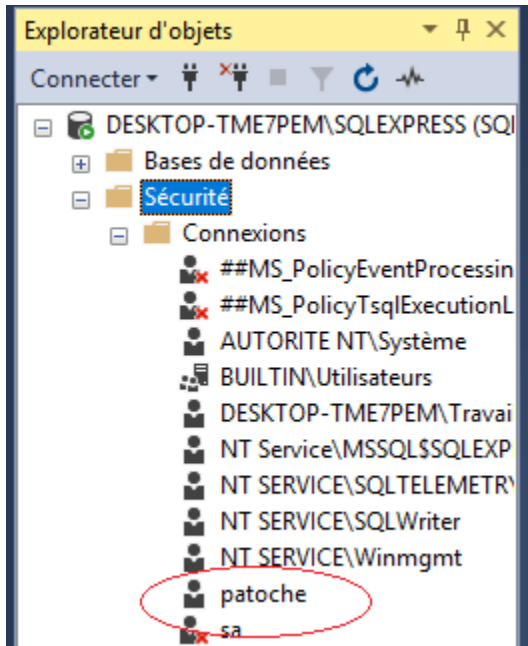 Explorateur d'objets
Connecter
DESKTOP-TME7PEM\SQLEXPRESS (SQl
Bases de données
Sécurité
Connexions
##MS_PolicyEventProcessin
##MS_PolicyTsqlExecutionL
AUTORITE NT\Système
BUILTIN\Utilisateurs
DESKTOP-TME7PEM\Travai
NT Service\MSSQL$SQLEXP
NT SERVICE\SQLTELEMETRY
NT SERVICE\SQLWriter
NT SERVICE\Winmgmt
patoche
sa